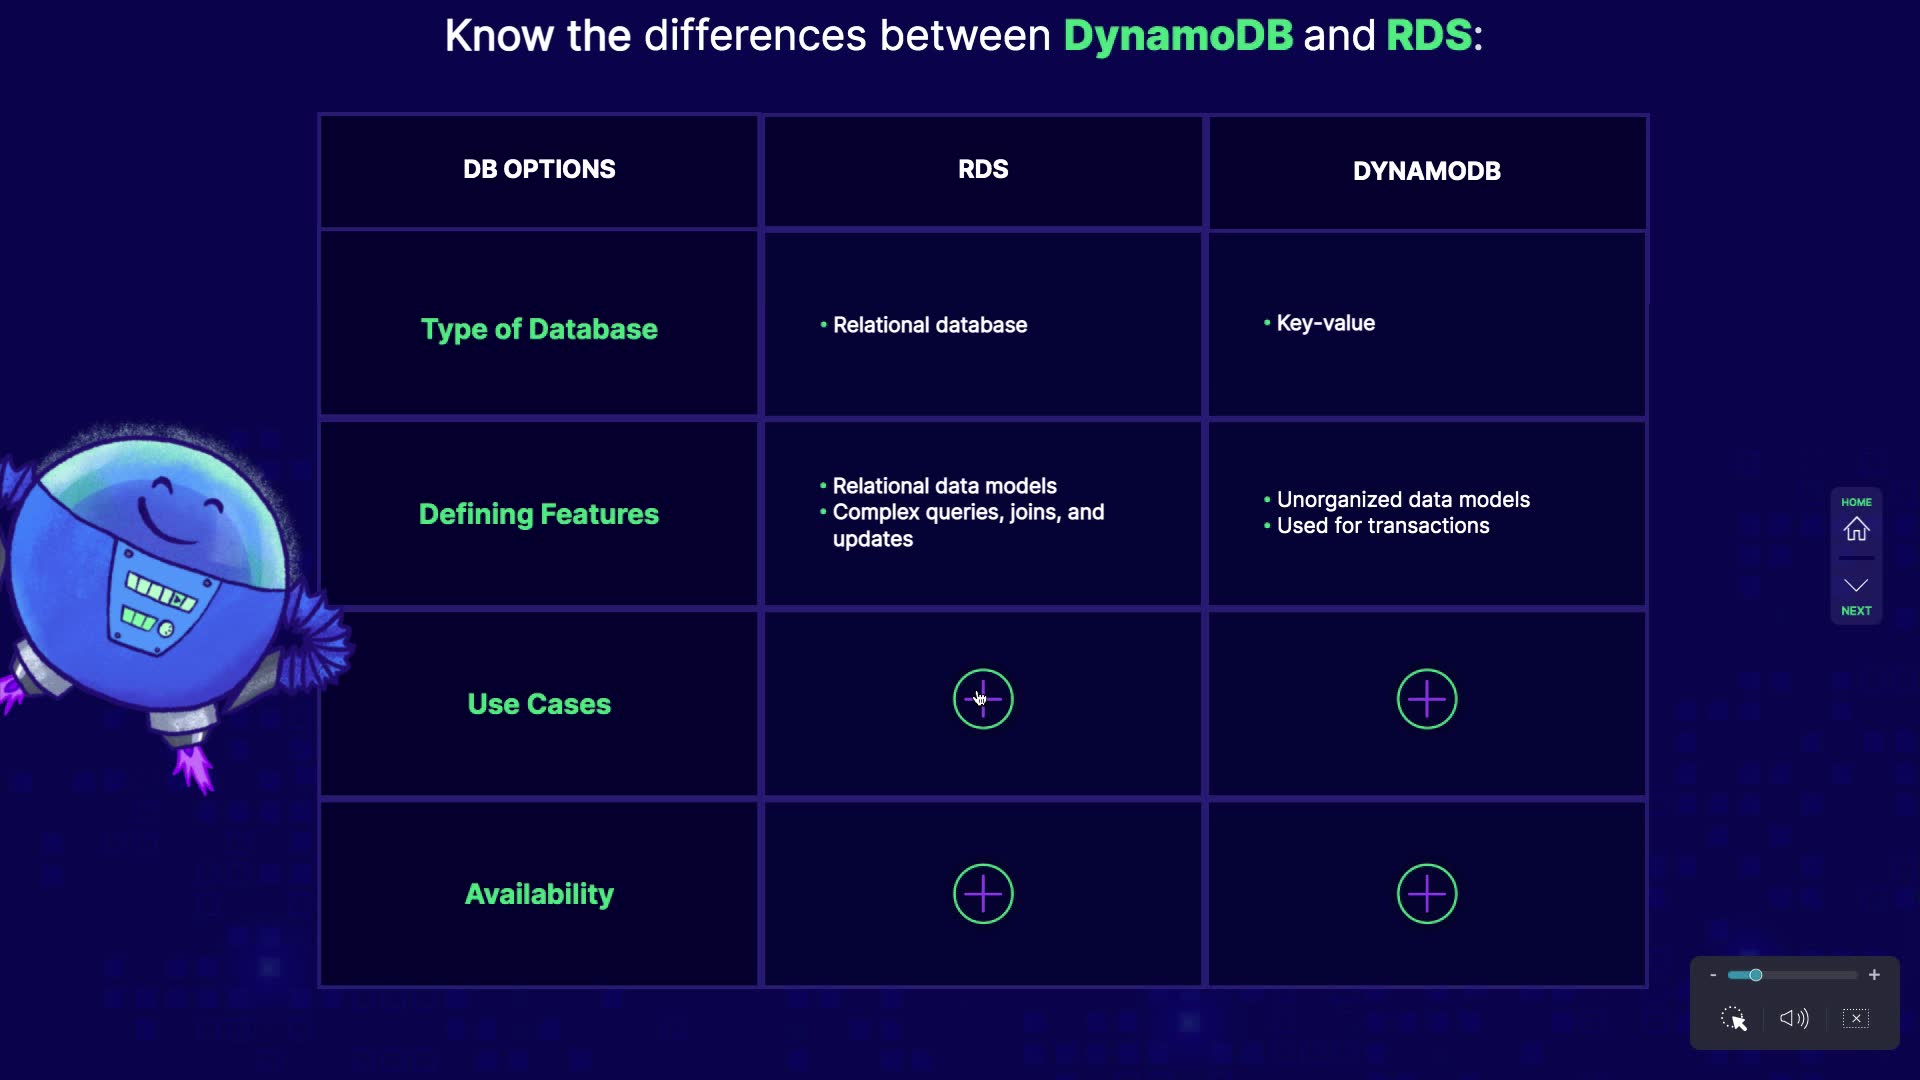 Know the differences between DynamoDB and RDS:
DB OPTIONS
RDS
DYNAMODB
Type of Database
• Relational database
• Key-value
Defining Features
• Relational data models
• Complex queries, joins, and
updates
• Unorganized data models
• Used for transactions
Use Cases
Availability
HOME
NEXT
- +